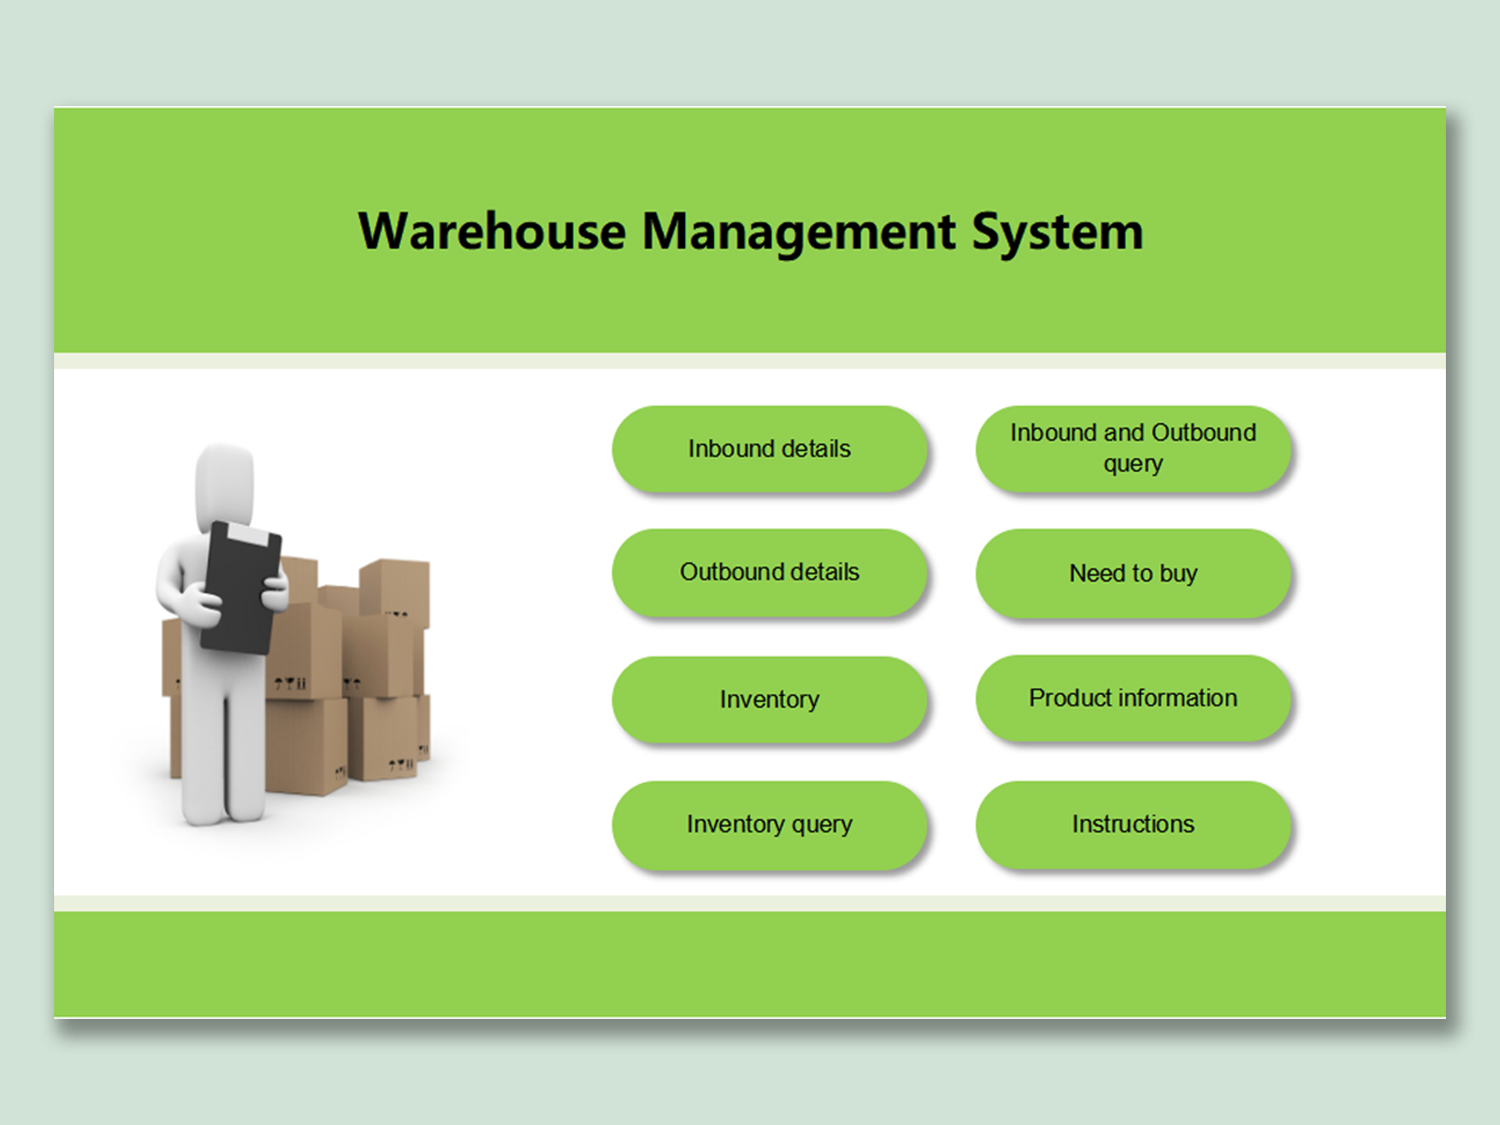 Warehouse Management System
Inbound details
Inbound and Outbound
query
Outbound details
Need to buy
Inventory
Product information
Inventory query
Instructions